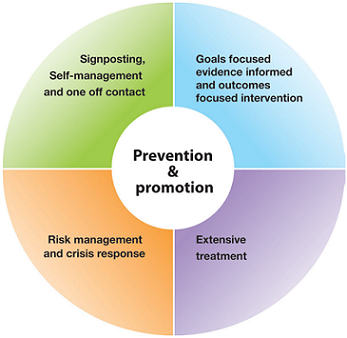 Signposting,
Self-management
and one off contact
Goals focused
evidence informed
and outcomes
focused intervention
Prevention
&
promotion
Risk management
and crisis response
Extensive
treatment